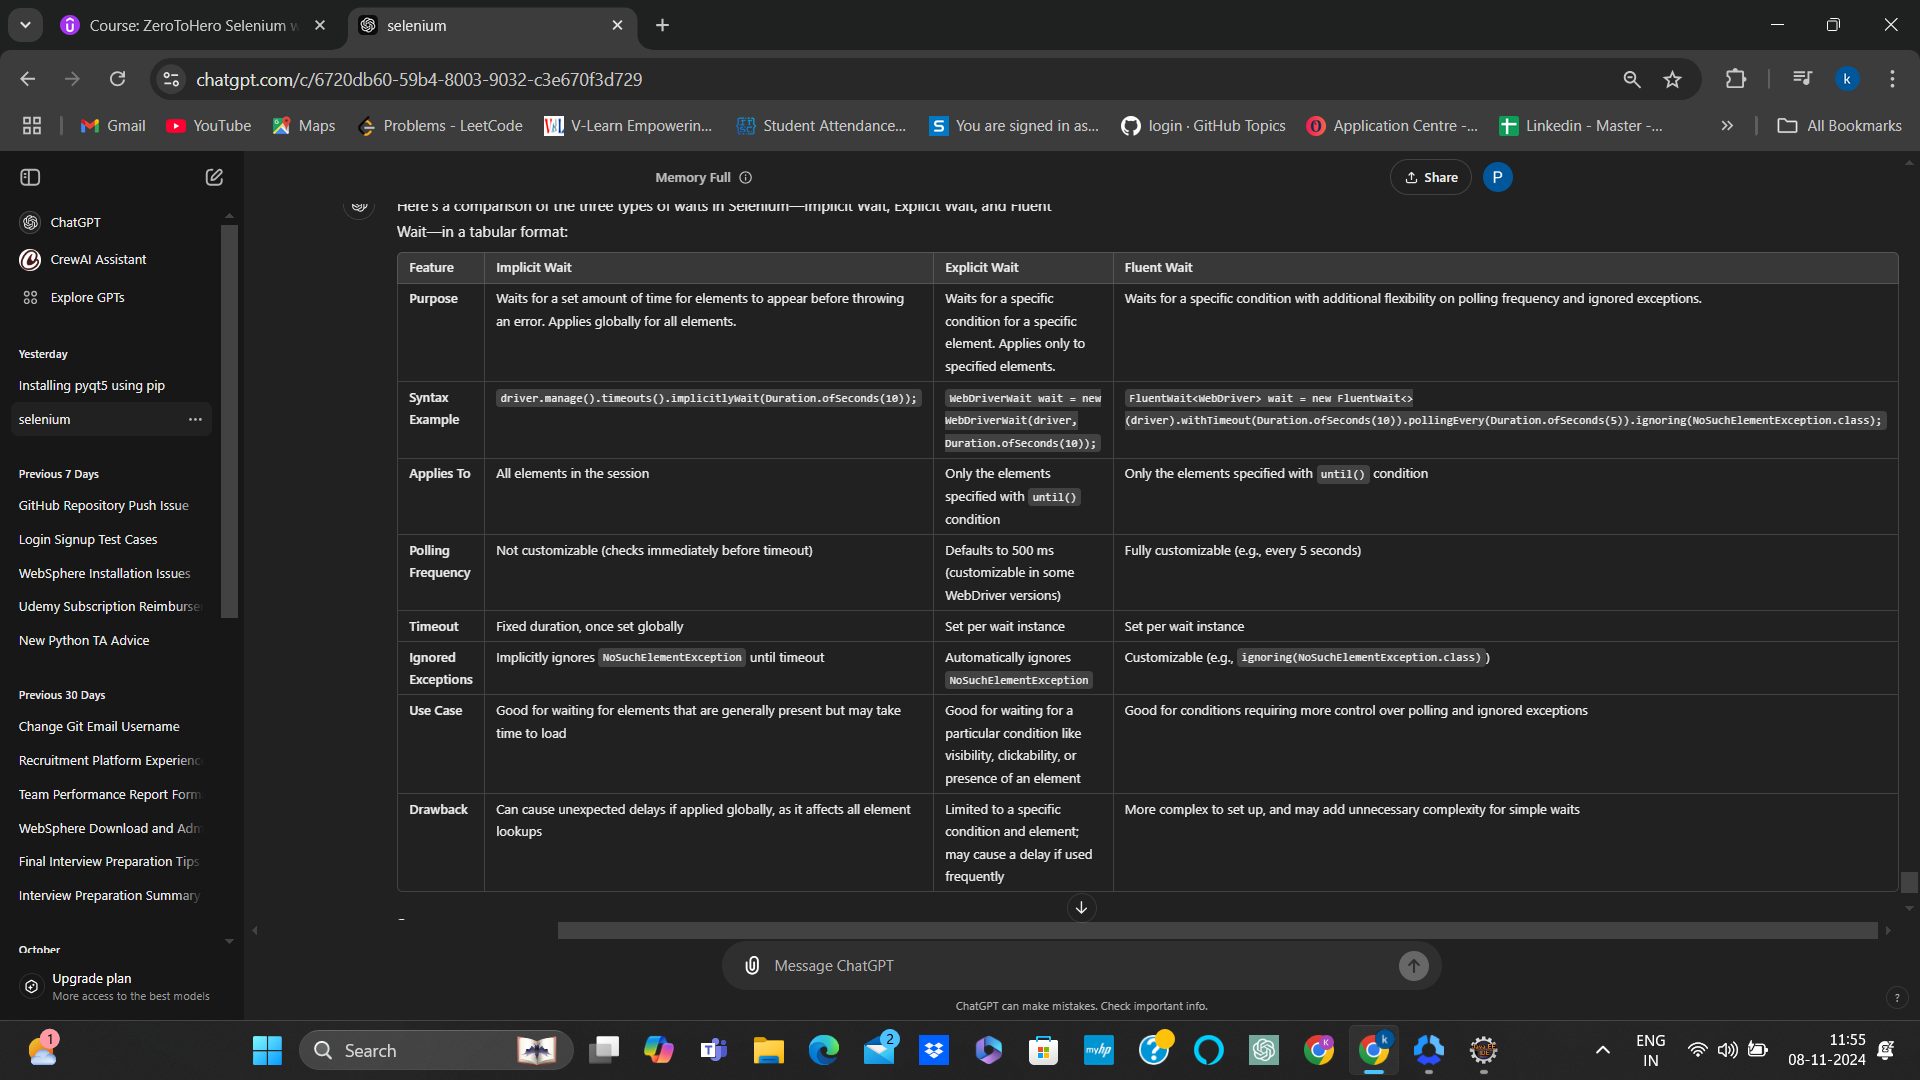 Course: ZeroToHero Selenium w
selenium
chatgpt.com/c/6720db60-59b4-8003-9032-c3e670f3d729
k
Gmail
YouTube
Maps
Problems - LeetCode
V-Learn Empowerin...
Student Attendance...
You are signed in as...
login · GitHub Topics
Application Centre -...
Linkedin - Master -...
All Bookmarks
Memory Full
Share
P
ChatGPT
CrewAI Assistant
Explore GPTs
Yesterday
Installing pyqt5 using pip
selenium
Previous 7 Days
GitHub Repository Push Issue
Login Signup Test Cases
WebSphere Installation Issues
Udemy Subscription Reimburse
New Python TA Advice
Previous 30 Days
Change Git Email Username
Recruitment Platform Experienc
Team Performance Report Form
WebSphere Download and Adm
Final Interview Preparation Tips
Interview Preparation Summary
October
Upgrade plan
More access to the best models
Here's a comparison of the three types of waits in Selenium—Implicit Wait, Explicit Wait, and Fluent
Wait—in a tabular format:
Feature
Implicit Wait
Explicit Wait
Fluent Wait
Purpose
Waits for a set amount of time for elements to appear before throwing
an error. Applies globally for all elements.
Waits for a specific
condition for a specific
element. Applies only to
specified elements.
Waits for a specific condition with additional flexibility on polling frequency and ignored exceptions.
Syntax
Example
driver.manage().timeouts().implicitlyWait(Duration.ofSeconds(10));
WebDriverWait wait = new
WebDriverWait(driver,
Duration.ofSeconds(10));
FluentWait<WebDriver> wait = new FluentWait<>
(driver).withTimeout(Duration.ofSeconds(10)).pollingEvery(Duration.ofSeconds(5)).ignoring(NoSuchElementException.class);
Applies To
All elements in the session
Only the elements
specified with until()
condition
Only the elements specified with until() condition
Polling
Frequency
Not customizable (checks immediately before timeout)
Defaults to 500 ms
(customizable in some
WebDriver versions)
Fully customizable (e.g., every 5 seconds)
Timeout
Fixed duration, once set globally
Set per wait instance
Set per wait instance
Ignored
Exceptions
Implicitly ignores NoSuchElementException until timeout
Automatically ignores
NoSuchElementException
Customizable (e.g., ignoring(NoSuchElementException.class))
Use Case
Good for waiting for elements that are generally present but may take
time to load
Good for waiting for a
particular condition like
visibility, clickability, or
presence of an element
Good for conditions requiring more control over polling and ignored exceptions
Drawback
Can cause unexpected delays if applied globally, as it affects all element
lookups
Limited to a specific
condition and element;
may cause a delay if used
frequently
More complex to set up, and may add unnecessary complexity for simple waits
Message ChatGPT
ChatGPT can make mistakes. Check important info.
?
1
Search
2
myhp
ENG
IN
11:55
08-11-2024